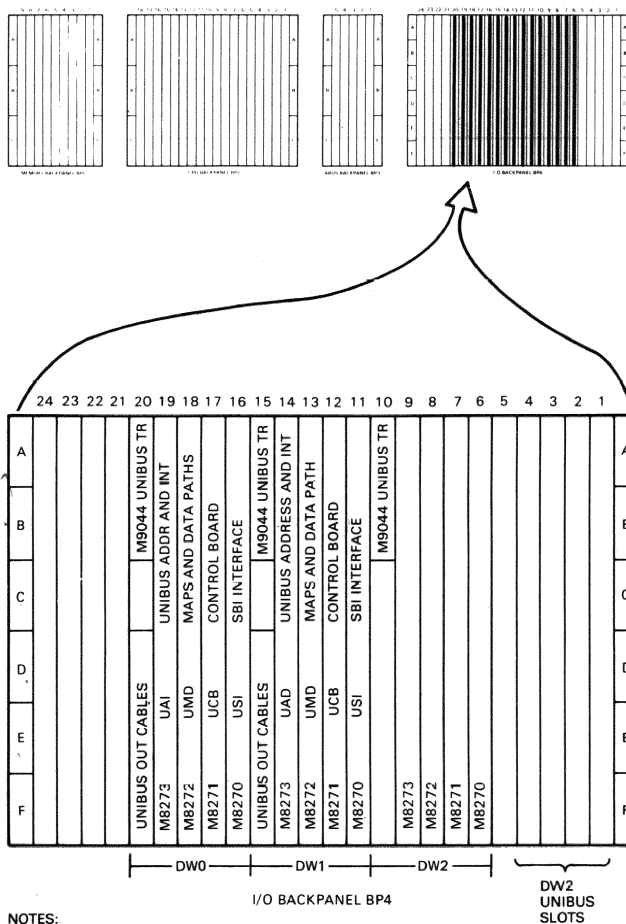 I/O BACKPANEL BP4
24 23 22 21 20 19 18 17 16 15 14 13 12 11 10 9 8 7 6 5 4 3 2 1
A
B
C
D
E
F
M9044 UNIBUS TR
UNIBUS OUT CABLES
UNIBUS ADDR AND INT
UAI
M8273
MAPS AND DATA PATHS
UMD
M8272
CONTROL BOARD
UCB
M8271
SBI INTERFACE
USI
M8270
M9044 UNIBUS TR
UNIBUS OUT CABLES
UNIBUS ADDRESS AND INT
UAD
M8273
MAPS AND DATA PATH
UMD
M8272
CONTROL BOARD
UCB
M8271
SBI INTERFACE
USI
M8270
M9044 UNIBUS TR
M8273
M8272
M8271
M8270
DW0
DW1
DW2
I/O BACKPANEL BP4
DW2
UNIBUS
SLOTS
NOTES: